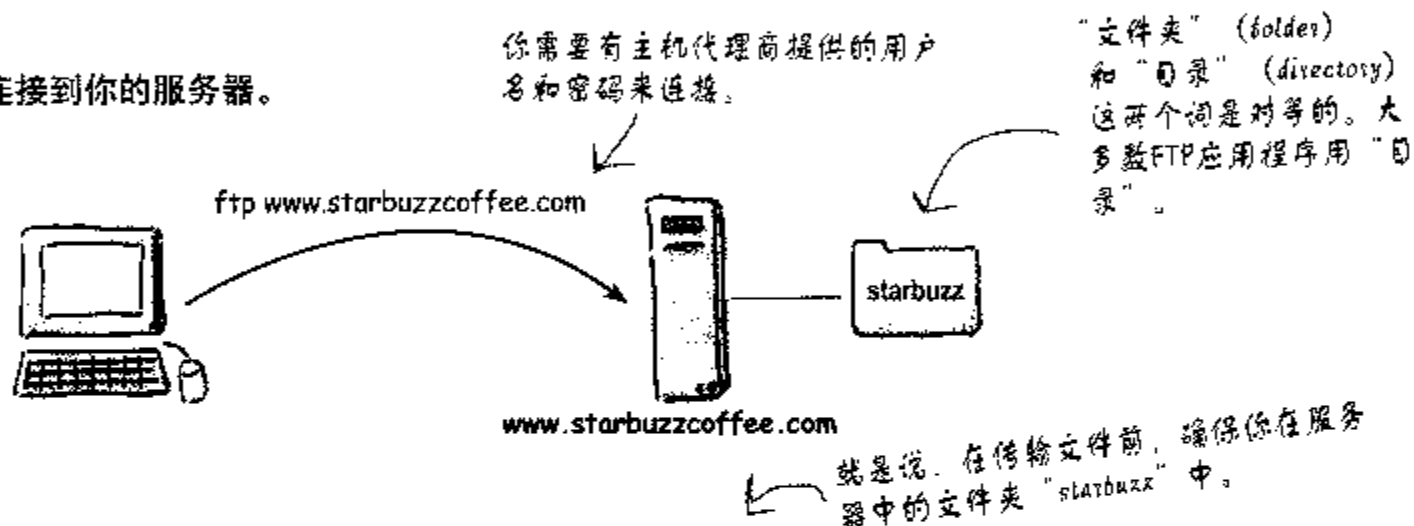 连接到你的服务器。
你需要有主机代理商提供的用户
名和密码来连接。
"文件夹" (folder)
和 "目录" (directory)
这两个词是对等的。大
多数FTP应用程序用 "目
录"。
ftp www.starbuzzcoffee.com
starbuzz
www.starbuzzcoffee.com
就是说, 在传输文件前, 确保你在服务
器中的文件夹 "starbuzz" 中。